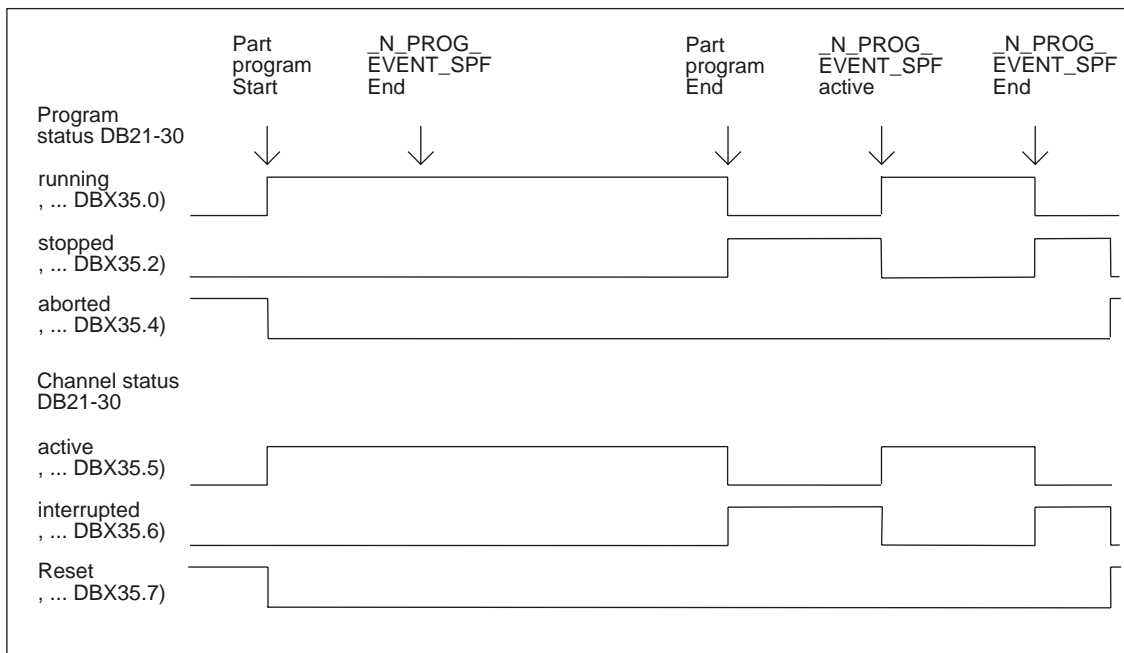 Part
program
Start
_N_PROG_
EVENT_SPF
End
Part
program
End
_N_PROG_
EVENT_SPF
active
_N_PROG_
EVENT_SPF
End
Program
status DB21-30
running
, ... DBX35.0)
stopped
, ... DBX35.2)
aborted
, ... DBX35.4)
Channel status
DB21-30
active
, ... DBX35.5)
interrupted
, ... DBX35.6)
Reset
, ... DBX35.7)